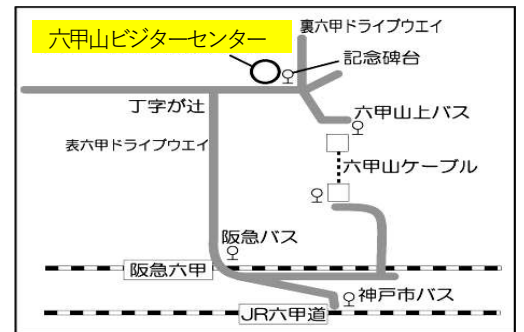 裏六甲ドライブウエイ
六甲山ビジターセンター
記念碑台
丁字が辻
六甲山上バス
表六甲ドライブウエイ
六甲山ケーブル
阪急バス
阪急六甲
神戸市バス
JR六甲道